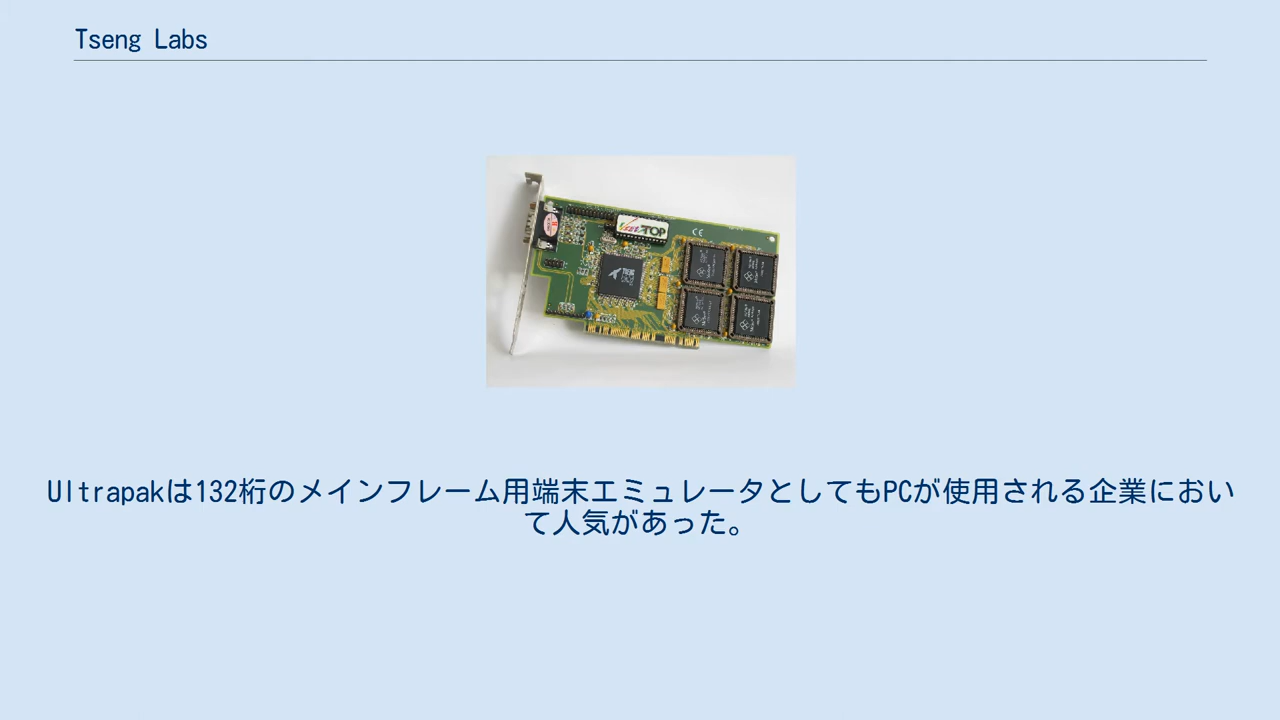 Tseng Labs
TOP
CE
Ultrapakは132桁のメインフレーム用端末エミュレータとしてもPCが使用される企業におい
て人気があった。